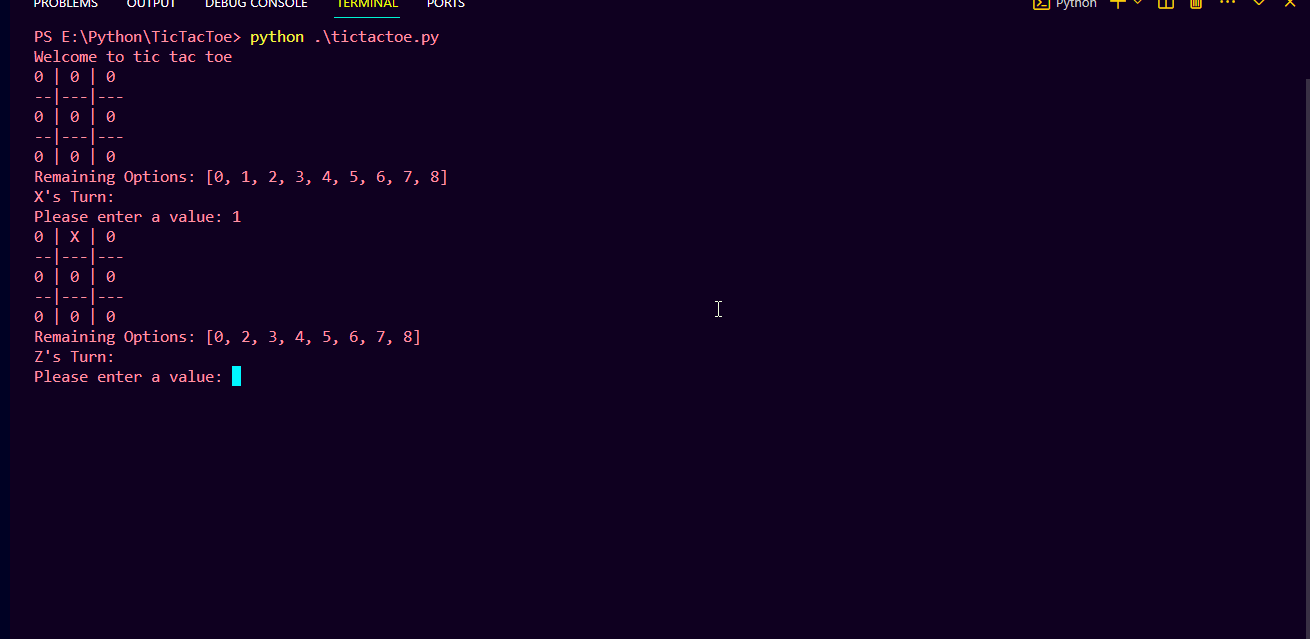 PROBLEMS OUTPUT DEBUG CONSOLE TERMINAL PORTS Python
PS E:\Python\TicTacToe> python .\tictactoe.py
Welcome to tic tac toe
0 | 0 | 0
--|---|---
0 | 0 | 0
--|---|---
0 | 0 | 0
Remaining Options: [0, 1, 2, 3, 4, 5, 6, 7, 8]
X's Turn:
Please enter a value: 1
0 | X | 0
--|---|---
0 | 0 | 0
--|---|---
0 | 0 | 0
Remaining Options: [0, 2, 3, 4, 5, 6, 7, 8]
Z's Turn:
Please enter a value: